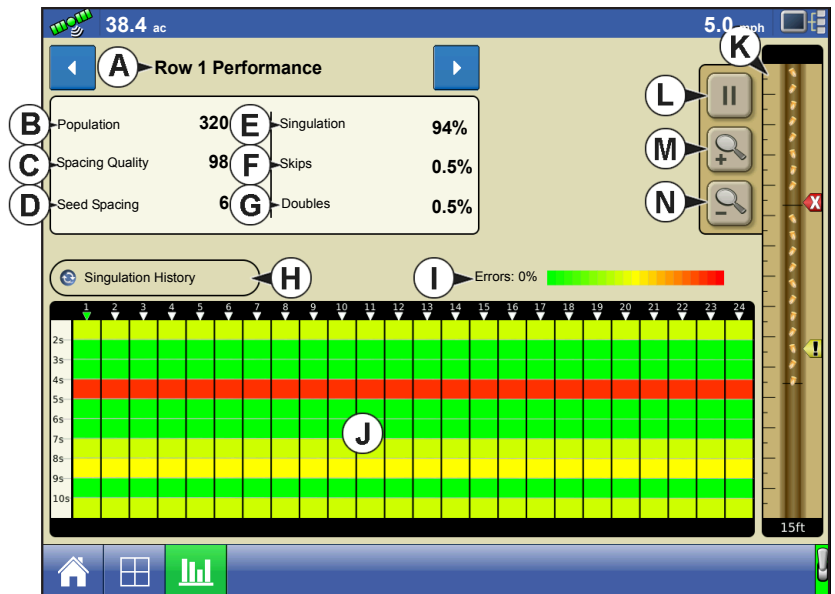 38.4 ac
5.0 mph
K
A
Row 1 Performance
L
B
Population
320
E
Singulation
94%
M
C
Spacing Quality
98
F
Skips
0.5%
D
Seed Spacing
6
G
Doubles
0.5%
N
X
Singulation History
H
I
Errors: 0%
1 2 3 4 5 6 7 8 9 10 11 12 13 14 15 16 17 18 19 20 21 22 23 24
2s
3s
!
4s
5s
6s
J
7s
8s
9s
10s
15ft